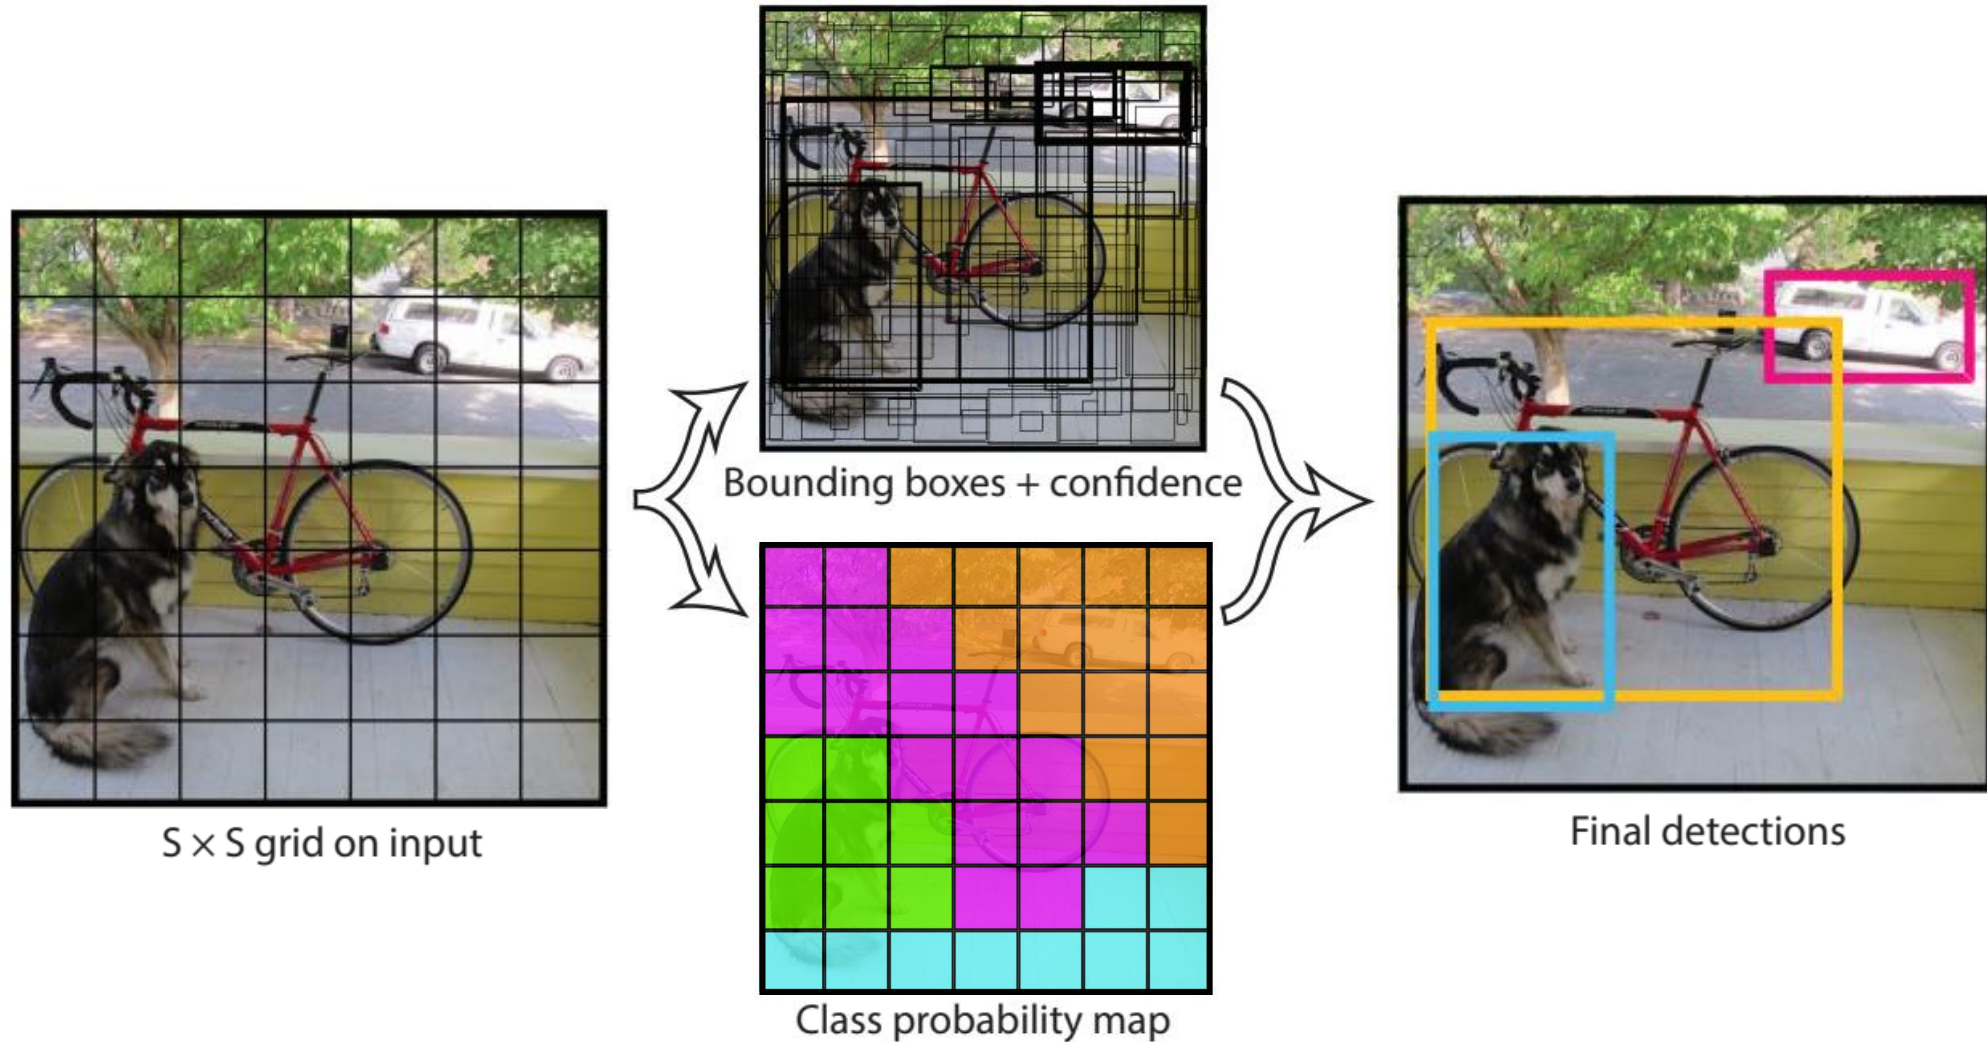 Bounding boxes + confidence
S × S grid on input
Final detections
Class probability map